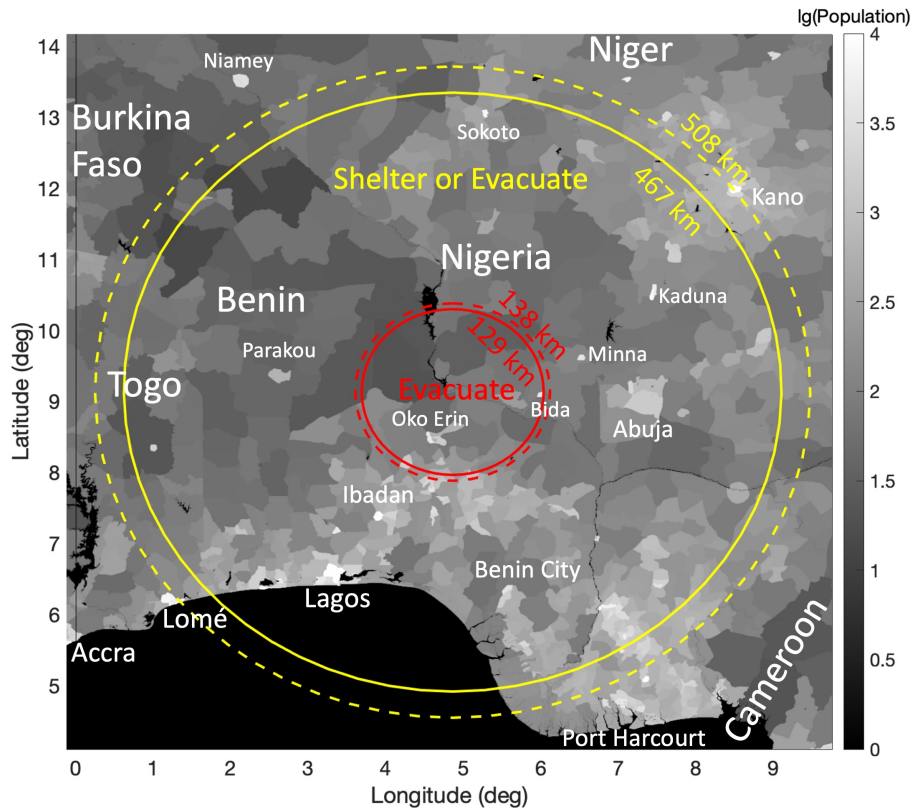 lg(Population)
14
13
12
11
10
9
8
7
6
5
Latitude (deg)
0
1
2
3
4
5
6
7
8
9
Longitude (deg)
4
3.5
3
2.5
2
1.5
1
0.5
0
Niger
Niamey
Burkina
Faso
Sokoto
508 km
467 km
Shelter or Evacuate
Kano
Nigeria
Benin
Kaduna
138 km
129 km
Parakou
Minna
Togo
Evacuate
Oko Erin
Bida
Abuja
Ibadan
Benin City
Lagos
Lomé
Accra
Cameroon
Port Harcourt